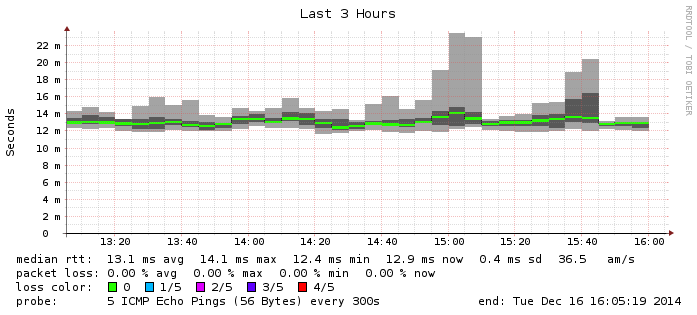 Last 3 Hours
RRDTOOL / TOBI OETIKER
Seconds
22 m
20 m
18 m
16 m
14 m
12 m
10 m
8 m
6 m
4 m
2 m
0
13:20 13:40 14:00 14:20 14:40 15:00 15:20 15:40 16:00
median rtt: 13.1 ms avg 14.1 ms max 12.4 ms min 12.9 ms now 0.4 ms sd 36.5 am/s
packet loss: 0.00 % avg 0.00 % max 0.00 % min 0.00 % now
loss color: 0 1/5 2/5 3/5 4/5
probe: 5 ICMP Echo Pings (56 Bytes) every 300s end: Tue Dec 16 16:05:19 2014